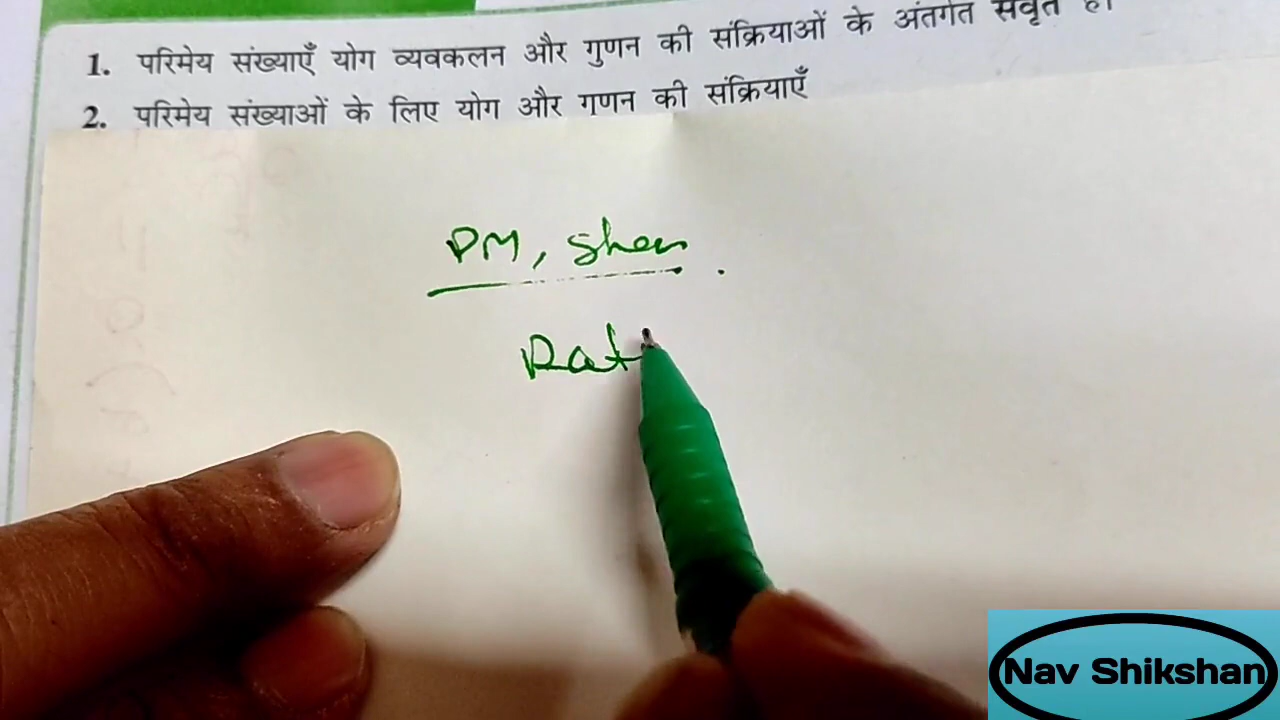 1. परिमेय संख्याएँ योग व्यवकलन और गुणन की संक्रियाओं के अंतर्गत संवृत हैं
2. परिमेय संख्याओं के लिए योग और गुणन की संक्रियाएँ
PM, Shen
Rat
Nav Shikshan